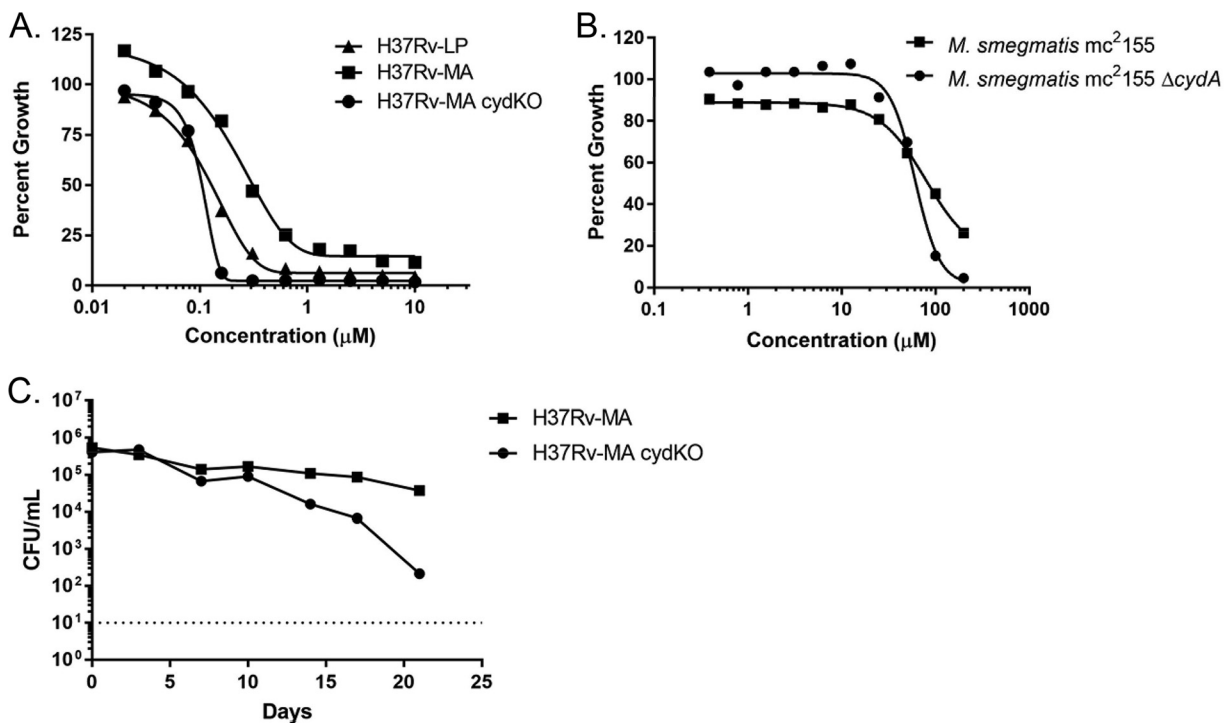 A.
125
100
75
50
25
0
Percent Growth
0.01
0.1
1
10
Concentration (μM)
H37Rv-LP
H37Rv-MA
H37Rv-MA cydKO
B.
120
100
80
60
40
20
0
Percent Growth
0.1
1
10
100
1000
Concentration (μM)
M. smegmatis mc²155
M. smegmatis mc²155 ΔcydA
C.
10⁷
10⁶
10⁵
10⁴
10³
10²
10¹
10⁰
CFU/mL
0
5
10
15
20
25
Days
H37Rv-MA
H37Rv-MA cydKO